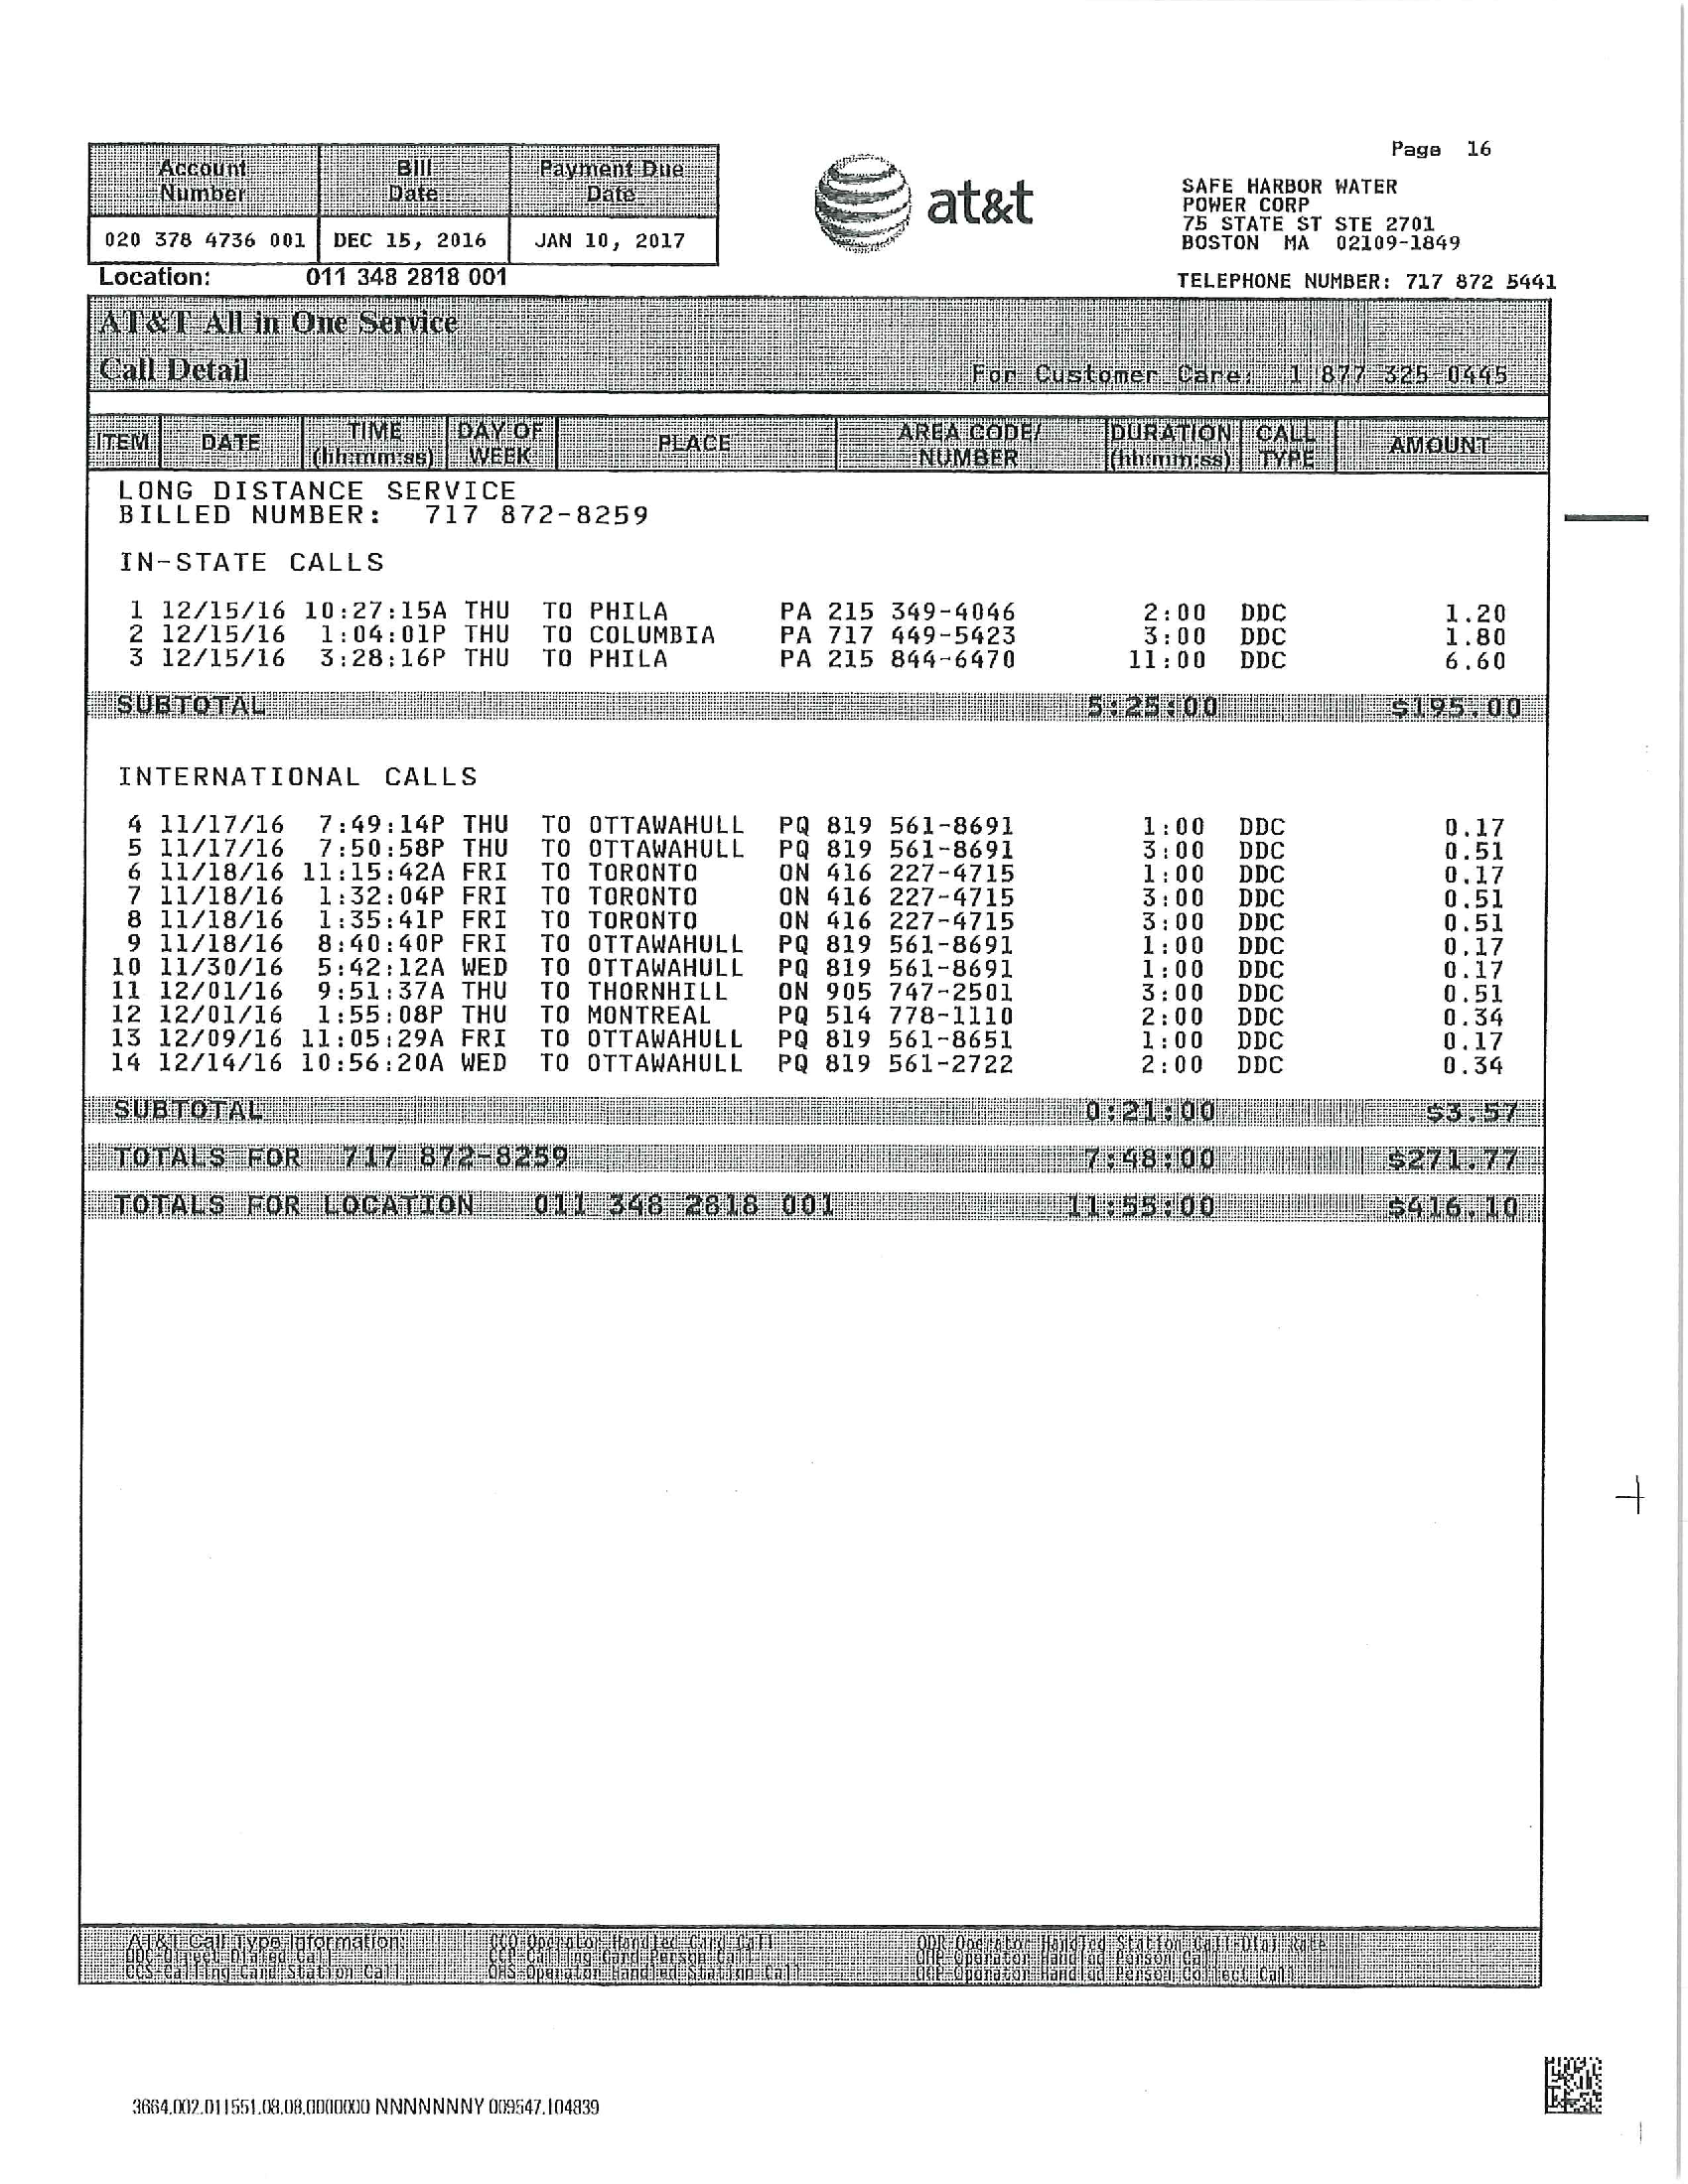 Page 16
Account Number Bill Date Payment Due Date
020 378 4736 001 DEC 15, 2016 JAN 10, 2017
at&t
SAFE HARBOR WATER
POWER CORP
75 STATE ST STE 2701
BOSTON MA 02109-1849
Location: 011 348 2818 001
TELEPHONE NUMBER: 717 872 5441
AT&T All in One Service
Call Detail For Customer Care: 1 877 325-0445
ITEM DATE TIME (hh:mm:ss) DAY OF WEEK PLACE AREA CODE/ NUMBER DURATION (hh:mm:ss) CALL TYPE AMOUNT
LONG DISTANCE SERVICE
BILLED NUMBER: 717 872-8259
IN-STATE CALLS
1 12/15/16 10:27:15A THU TO PHILA PA 215 349-4046 2:00 DDC 1.20
2 12/15/16 1:04:01P THU TO COLUMBIA PA 717 449-5423 3:00 DDC 1.80
3 12/15/16 3:28:16P THU TO PHILA PA 215 844-6470 11:00 DDC 6.60
SUBTOTAL 5:25:00 $195.00
INTERNATIONAL CALLS
4 11/17/16 7:49:14P THU TO OTTAWAHULL PQ 819 561-8691 1:00 DDC 0.17
5 11/17/16 7:50:58P THU TO OTTAWAHULL PQ 819 561-8691 3:00 DDC 0.51
6 11/18/16 11:15:42A FRI TO TORONTO ON 416 227-4715 1:00 DDC 0.17
7 11/18/16 1:32:04P FRI TO TORONTO ON 416 227-4715 3:00 DDC 0.51
8 11/18/16 1:35:41P FRI TO TORONTO ON 416 227-4715 3:00 DDC 0.51
9 11/18/16 8:40:40P FRI TO OTTAWAHULL PQ 819 561-8691 1:00 DDC 0.17
10 11/30/16 5:42:12A WED TO OTTAWAHULL PQ 819 561-8691 1:00 DDC 0.17
11 12/01/16 9:51:37A THU TO THORNHILL ON 905 747-2501 3:00 DDC 0.51
12 12/01/16 1:55:08P THU TO MONTREAL PQ 514 778-1110 2:00 DDC 0.34
13 12/09/16 11:05:29A FRI TO OTTAWAHULL PQ 819 561-8651 1:00 DDC 0.17
14 12/14/16 10:56:20A WED TO OTTAWAHULL PQ 819 561-2722 2:00 DDC 0.34
SUBTOTAL 0:21:00 $3.57
TOTALS FOR 717 872-8259 7:48:00 $271.77
TOTALS FOR LOCATION 011 348 2818 001 11:55:00 $416.10
AT&T Call Type Information: CCO-Operator Handled Card Call ODR-Operator Handled Station Call-Dial Rate
DDC-Direct Dialed Call CCP-Calling Card Person Call OHP-Operator Handled Person Call
CCS-Calling Card Station Call OHS-Operator Handled Station Call Operator Handled Person Collect Call
3664.002.011551.08.08.0000000 NNNNNNNY 009547.104839